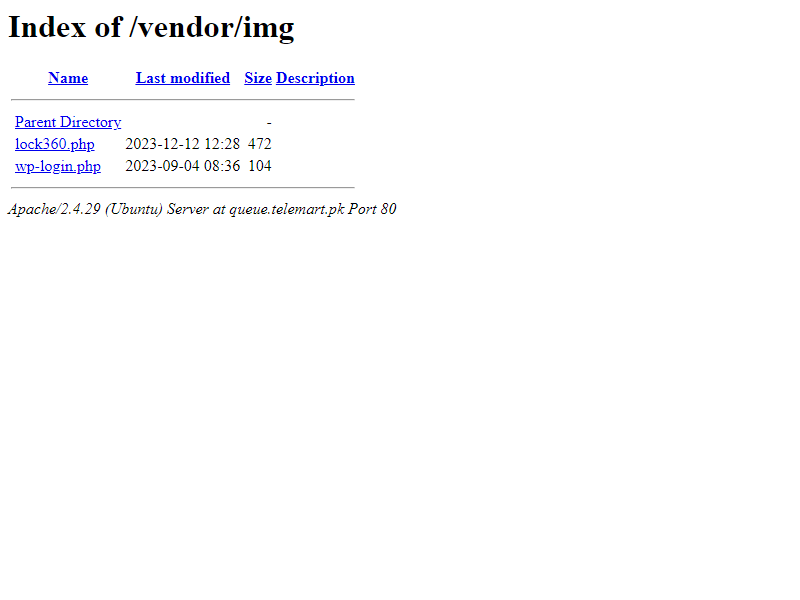 Index of /vendor/img
Name Last modified Size Description
Parent Directory -
lock360.php 2023-12-12 12:28 472
wp-login.php 2023-09-04 08:36 104
Apache/2.4.29 (Ubuntu) Server at queue.telemart.pk Port 80